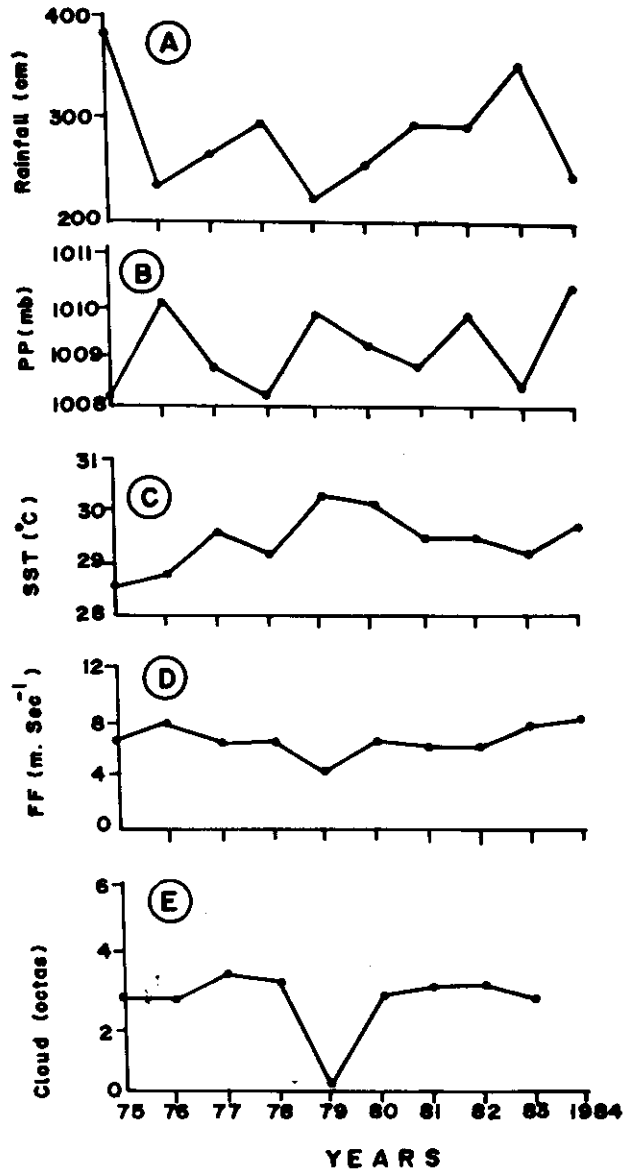 400
A
Rainfall (cm)
300
200
1011
B
PP (mb)
1010
1009
1008
31
C
SST (°C)
30
29
28
12
D
FF (m. Sec⁻¹)
8
4
0
6
E
Cloud (octas)
4
2
0
75 76 77 78 79 80 81 82 83 1984
YEARS